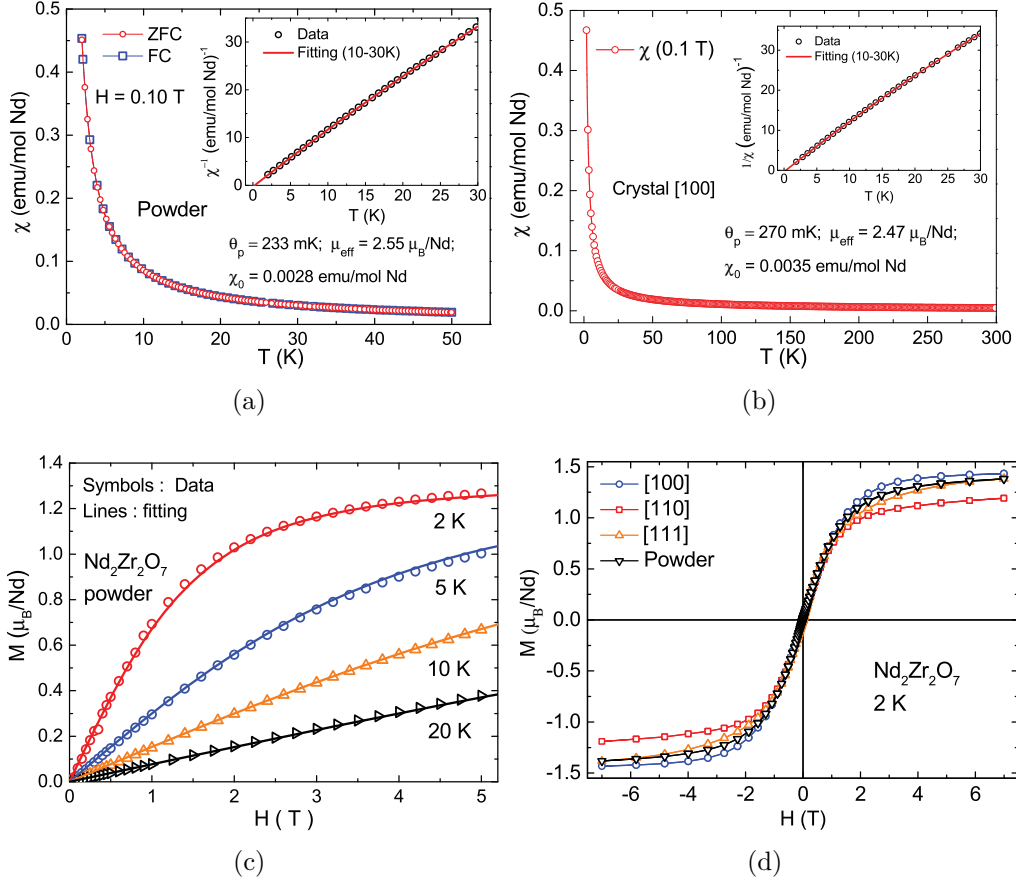 ZFC
FC
H = 0.10 T
Powder
Data
Fitting (10-30K)
χ⁻¹ (emu/mol Nd)⁻¹
0 10 20 30
0 5 10 15 20 25 30
T (K)
θp = 233 mK; μeff = 2.55 μB/Nd;
χ0 = 0.0028 emu/mol Nd
χ (emu/mol Nd)
0.0 0.1 0.2 0.3 0.4 0.5
0 10 20 30 40 50
T (K)
(a)
χ (0.1 T)
Crystal [100]
Data
Fitting (10-30K)
1/χ (emu/mol Nd)⁻¹
0 10 20 30
0 5 10 15 20 25 30
T (K)
θp = 270 mK; μeff = 2.47 μB/Nd;
χ0 = 0.0035 emu/mol Nd
χ (emu/mol Nd)
0.0 0.1 0.2 0.3 0.4 0.5
0 50 100 150 200 250 300
T (K)
(b)
Symbols : Data
Lines : fitting
Nd2Zr2O7
powder
2 K
5 K
10 K
20 K
M (μB/Nd)
0.0 0.2 0.4 0.6 0.8 1.0 1.2 1.4
0 1 2 3 4 5
H ( T )
(c)
[100]
[110]
[111]
Powder
Nd2Zr2O7
2 K
M (μB/Nd)
-1.5 -1.0 -0.5 0.0 0.5 1.0 1.5
-6 -4 -2 0 2 4 6
H (T)
(d)